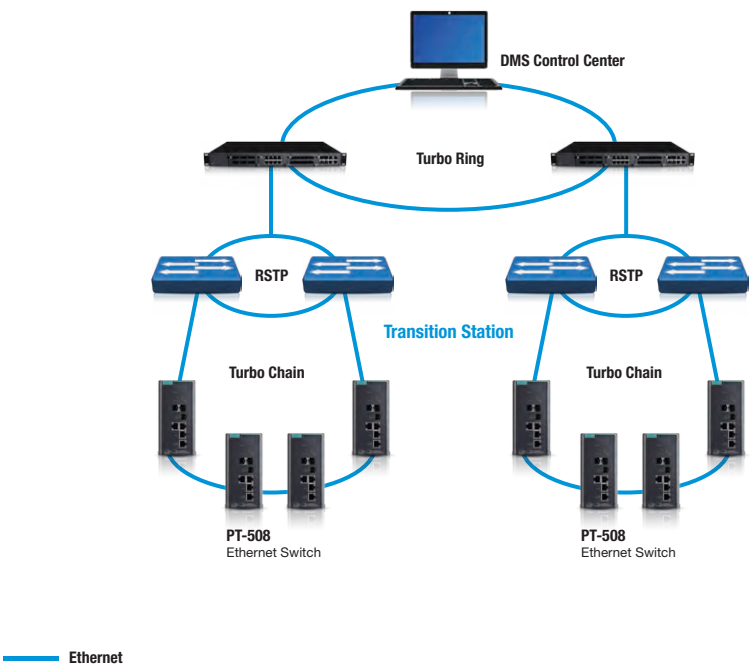 DMS Control Center
Turbo Ring
RSTP
RSTP
Transition Station
Turbo Chain
Turbo Chain
PT-508
Ethernet Switch
PT-508
Ethernet Switch
Ethernet